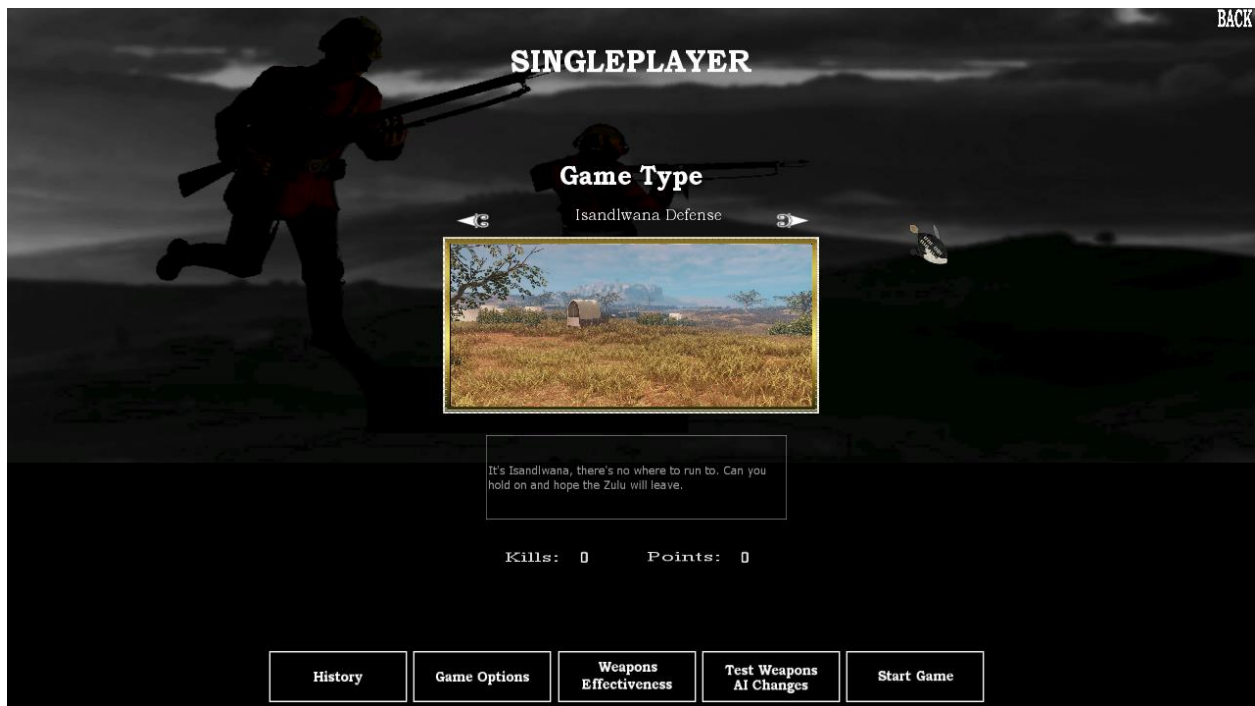 BACK
SINGLEPLAYER
Game Type
Isandlwana Defense
It's Isandlwana, there's no where to run to. Can you
hold on and hope the Zulu will leave.
Kills: 0 Points: 0
History
Game Options
Weapons
Effectiveness
Test Weapons
AI Changes
Start Game